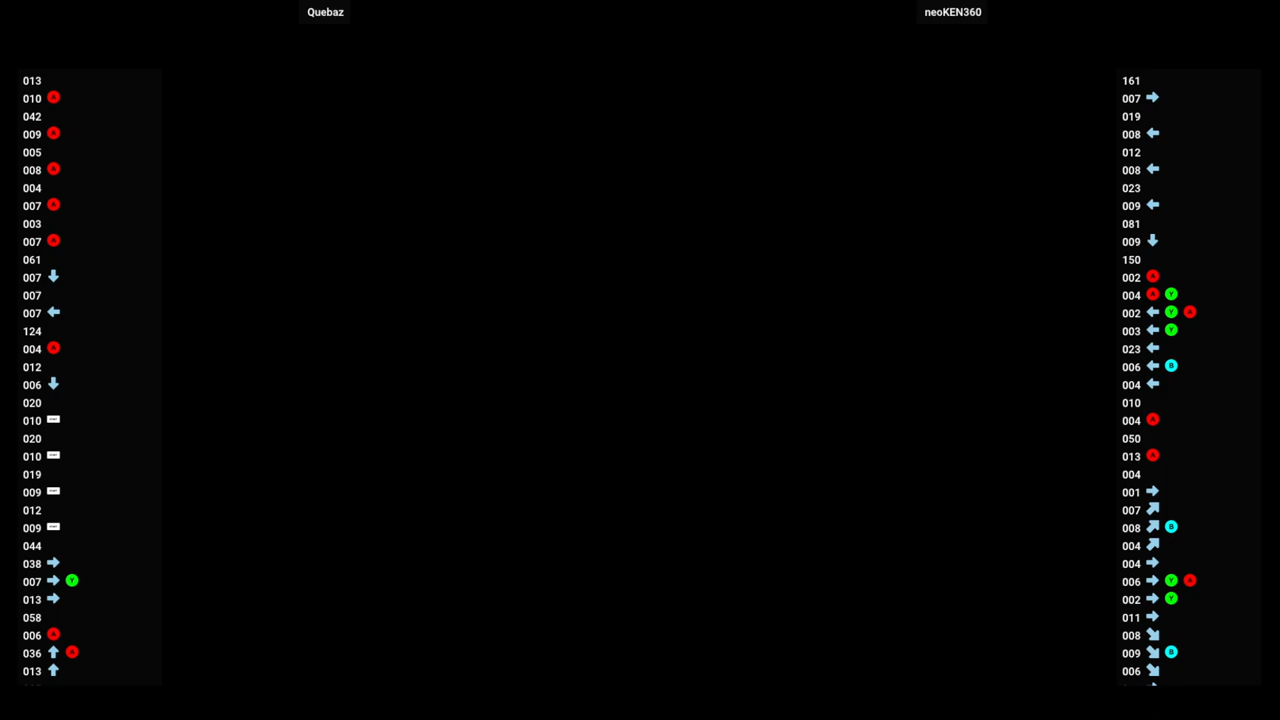 Quebaz
neoKEN360
013
010 A
042
009 A
005
008 A
004
007 A
003
007 A
061
007
007
007
124
004 A
012
006
020
010
020
010
019
009
012
009
044
038
007 Y
013
058
006 A
036 A
013
161
007
019
008
012
008
023
009
081
009
150
002 A
004 A Y
002 Y A
003 Y
023
006 B
004
010
004 A
050
013 A
004
001
007
008 B
004
004
006 Y A
002 Y
011
008
009 B
006